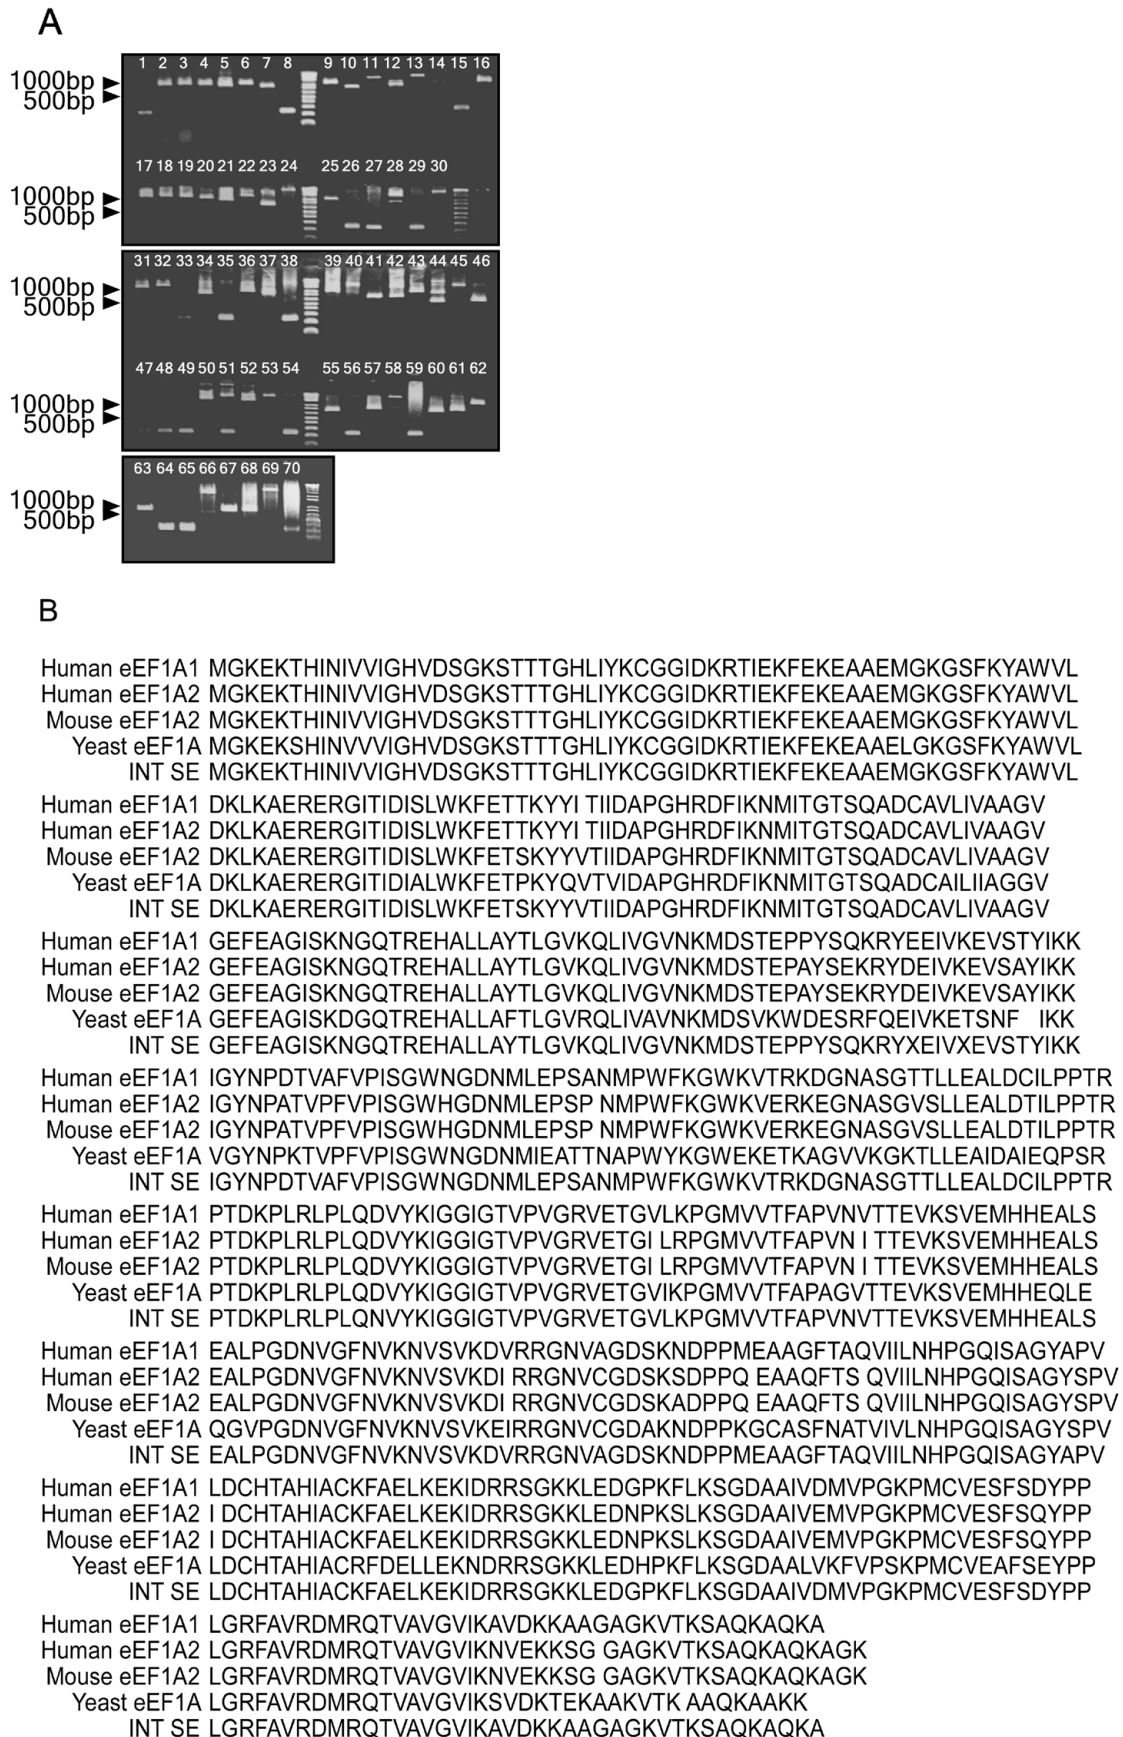 A
1 2 3 4 5 6 7 8 9 10 11 12 13 14 15 16
1000bp
500bp
17 18 19 20 21 22 23 24 25 26 27 28 29 30
1000bp
500bp
31 32 33 34 35 36 37 38 39 40 41 42 43 44 45 46
1000bp
500bp
47 48 49 50 51 52 53 54 55 56 57 58 59 60 61 62
1000bp
500bp
63 64 65 66 67 68 69 70
1000bp
500bp
B
Human eEF1A1 MGKEKTHINIVVIGHVDSGKSTTTGHLIYKCGGIDKRTIEKFEKEAAEMGKGSFKYAWVL
Human eEF1A2 MGKEKTHINIVVIGHVDSGKSTTTGHLIYKCGGIDKRTIEKFEKEAAEMGKGSFKYAWVL
Mouse eEF1A2 MGKEKTHINIVVIGHVDSGKSTTTGHLIYKCGGIDKRTIEKFEKEAAEMGKGSFKYAWVL
Yeast eEF1A MGKEKSHINVVVIGHVDSGKSTTTGHLIYKCGGIDKRTIEKFEKEAAELGKGSFKYAWVL
INT SE MGKEKTHINIVVIGHVDSGKSTTTGHLIYKCGGIDKRTIEKFEKEAAEMGKGSFKYAWVL
Human eEF1A1 DKLKAERERGITIDISLWKFETTKYYI TIIDAPGHRDFIKNMITGTSQADCAVLIVAAGV
Human eEF1A2 DKLKAERERGITIDISLWKFETTKYYI TIIDAPGHRDFIKNMITGTSQADCAVLIVAAGV
Mouse eEF1A2 DKLKAERERGITIDISLWKFETSKYYVTIIDAPGHRDFIKNMITGTSQADCAVLIVAAGV
Yeast eEF1A DKLKAERERGITIDIALWKFETPKYQVTVIDAPGHRDFIKNMITGTSQADCAILIIAGGV
INT SE DKLKAERERGITIDISLWKFETSKYYVTIIDAPGHRDFIKNMITGTSQADCAVLIVAAGV
Human eEF1A1 GEFEAGISKNGQTREHALLAYTLGVKQLIVGVNKMDSTEPPYSQKRYEEIVKEVSTYIKK
Human eEF1A2 GEFEAGISKNGQTREHALLAYTLGVKQLIVGVNKMDSTEPAYSEKRYDEIVKEVSAYIKK
Mouse eEF1A2 GEFEAGISKNGQTREHALLAYTLGVKQLIVGVNKMDSTEPAYSEKRYDEIVKEVSAYIKK
Yeast eEF1A GEFEAGISKDGQTREHALLAFTLGVRQLIVAVNKMDSVKWDESRFQEIVKETSNF IKK
INT SE GEFEAGISKNGQTREHALLAYTLGVKQLIVGVNKMDSTEPPYSQKRYXEIVXEVSTYIKK
Human eEF1A1 IGYNPDTVAFVPISGWNGDNMLEPSANMPWFKGWKVTRKDGNASGTTLLEALDCILPPTR
Human eEF1A2 IGYNPATVPFVPISGWHGDNMLEPSP NMPWFKGWKVERKEGNASGVSLLEALDTILPPTR
Mouse eEF1A2 IGYNPATVPFVPISGWHGDNMLEPSP NMPWFKGWKVERKEGNASGVSLLEALDTILPPTR
Yeast eEF1A VGYNPKTVPFVPISGWNGDNMIEATTNAPWYKGWEKETKAGVVKGKTLLEAIDAIEQPSR
INT SE IGYNPDTVAFVPISGWNGDNMLEPSANMPWFKGWKVTRKDGNASGTTLLEALDCILPPTR
Human eEF1A1 PTDKPLRLPLQDVYKIGGIGTVPVGRVETGVLKPGMVVTFAPVNVTTEVKSVEMHHEALS
Human eEF1A2 PTDKPLRLPLQDVYKIGGIGTVPVGRVETGI LRPGMVVTFAPVN I TTEVKSVEMHHEALS
Mouse eEF1A2 PTDKPLRLPLQDVYKIGGIGTVPVGRVETGI LRPGMVVTFAPVN I TTEVKSVEMHHEALS
Yeast eEF1A PTDKPLRLPLQDVYKIGGIGTVPVGRVETGVIKPGMVVTFAPAGVTTEVKSVEMHHEQLE
INT SE PTDKPLRLPLQNVYKIGGIGTVPVGRVETGVLKPGMVVTFAPVNVTTEVKSVEMHHEALS
Human eEF1A1 EALPGDNVGFNVKNVSVKDVRRGNVAGDSKNDPPMEAAGFTAQVIILNHPGQISAGYAPV
Human eEF1A2 EALPGDNVGFNVKNVSVKDI RRGNVCGDSKSDPPQ EAAQFTS QVIILNHPGQISAGYSPV
Mouse eEF1A2 EALPGDNVGFNVKNVSVKDI RRGNVCGDSKADPPQ EAAQFTS QVIILNHPGQISAGYSPV
Yeast eEF1A QGVPGDNVGFNVKNVSVKEIRRGNVCGDAKNDPPKGCASFNATVIVLNHPGQISAGYSPV
INT SE EALPGDNVGFNVKNVSVKDVRRGNVAGDSKNDPPMEAAGFTAQVIILNHPGQISAGYAPV
Human eEF1A1 LDCHTAHIACKFAELKEKIDRRSGKKLEDGPKFLKSGDAAIVDMVPGKPMCVESFSDYPP
Human eEF1A2 I DCHTAHIACKFAELKEKIDRRSGKKLEDNPKSLKSGDAAIVEMVPGKPMCVESFSQYPP
Mouse eEF1A2 I DCHTAHIACKFAELKEKIDRRSGKKLEDNPKSLKSGDAAIVEMVPGKPMCVESFSQYPP
Yeast eEF1A LDCHTAHIACRFDELLEKNDRRSGKKLEDHPKFLKSGDAALVKFVPSKPMCVEAFSEYPP
INT SE LDCHTAHIACKFAELKEKIDRRSGKKLEDGPKFLKSGDAAIVDMVPGKPMCVESFSDYPP
Human eEF1A1 LGRFAVRDMRQTVAVGVIKAVDKKAAGAGKVTKSAQKAQKA
Human eEF1A2 LGRFAVRDMRQTVAVGVIKNVEKKSG GAGKVTKSAQKAQKAGK
Mouse eEF1A2 LGRFAVRDMRQTVAVGVIKNVEKKSG GAGKVTKSAQKAQKAGK
Yeast eEF1A LGRFAVRDMRQTVAVGVIKSVDKTEKAAKVTK AAQKAAKK
INT SE LGRFAVRDMRQTVAVGVIKAVDKKAAGAGKVTKSAQKAQKA